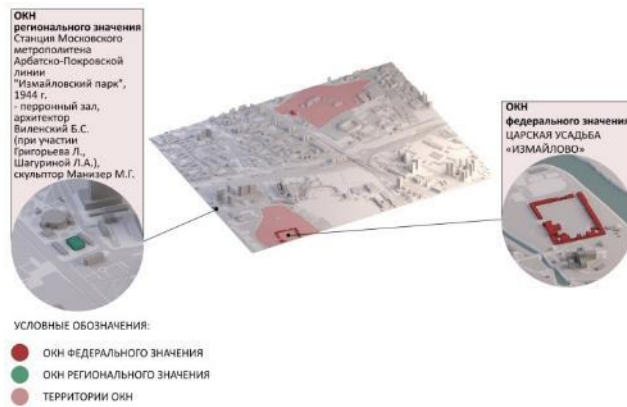 ОКН
регионального значения
Станция Московского
метрополитена
Арбатско-Покровской
линии
"Измайловский парк",
1944 г.
- перронный зал,
архитектор
Виленский Б.С.
(при участии
Григорьева Л.,
Шагуриной Л.А.),
скульптор Манизер М.Г.
ОКН
федерального значения
ЦАРСКАЯ УСАДЬБА
«ИЗМАЙЛОВО»
УСЛОВНЫЕ ОБОЗНАЧЕНИЯ:
ОКН ФЕДЕРАЛЬНОГО ЗНАЧЕНИЯ
ОКН РЕГИОНАЛЬНОГО ЗНАЧЕНИЯ
ТЕРРИТОРИИ ОКН